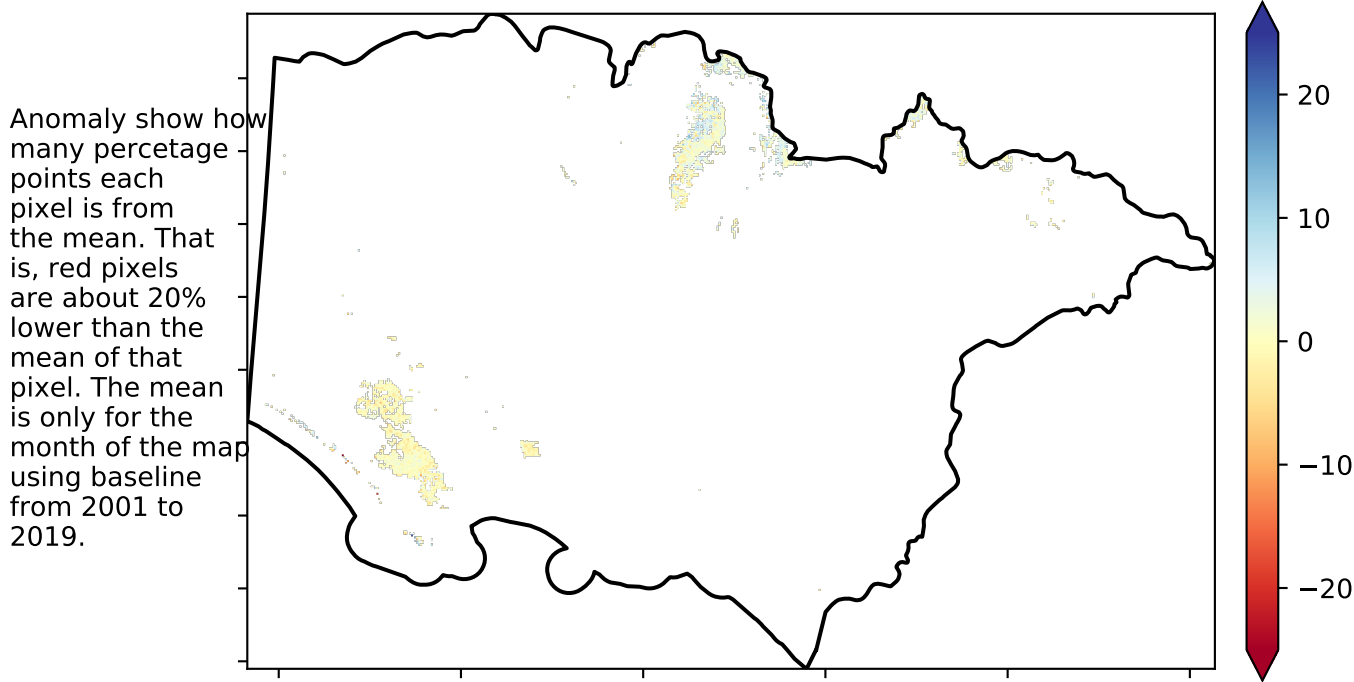 Anomaly show how
many percetage
points each
pixel is from
the mean. That
is, red pixels
are about 20%
lower than the
mean of that
pixel. The mean
is only for the
month of the map
using baseline
from 2001 to
2019.
20
10
0
−10
−20